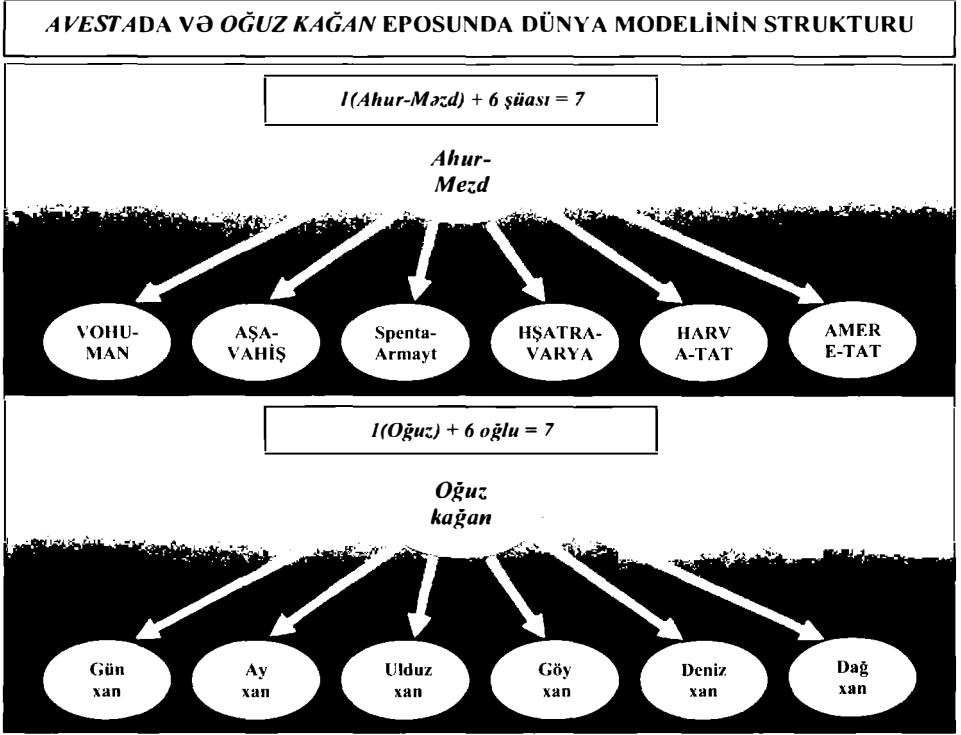 AVESTADA VƏ OĞUZ KAĞAN EPOSUNDA DÜNYA MODELİNİN STRUKTURU
1(Ahur-Məzd) + 6 şüası = 7
Ahur-
Mezd
VOHU-
MAN
AŞA-
VAHİŞ
Spenta-
Armayt
HŞATRA-
VARYA
HARV
A-TAT
AMER
E-TAT
1(Oğuz) + 6 oğlu = 7
Oğuz
kağan
Gün
xan
Ay
xan
Ulduz
xan
Göy
xan
Deniz
xan
Dağ
xan